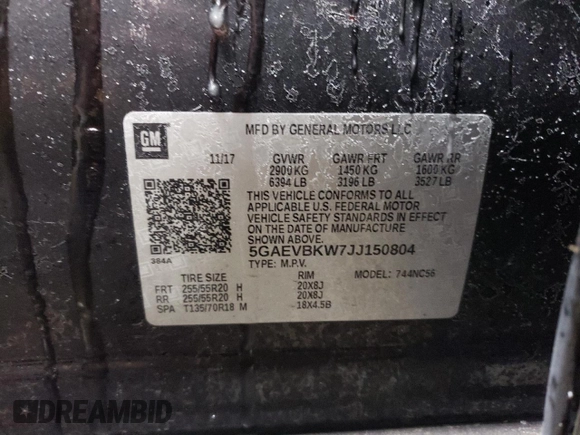 GM
MFD BY GENERAL MOTORS LLC
11/17 GVWR GAWR FRT GAWR RR
2900 KG 1450 KG 1600 KG
6394 LB 3196 LB 3527 LB
THIS VEHICLE CONFORMS TO ALL
APPLICABLE U.S. FEDERAL MOTOR
VEHICLE SAFETY STANDARDS IN EFFECT
ON THE DATE OF MANUFACTURE
SHOWN ABOVE.
384A
5GAEVBKW7JJ150804
TYPE: M.P.V. MODEL: 744NC56
TIRE SIZE RIM
FRT 255/55R20 H 20X8J
RR 255/55R20 H 20X8J
SPA T135/70R18 M 18X4.5B
DREAMBID